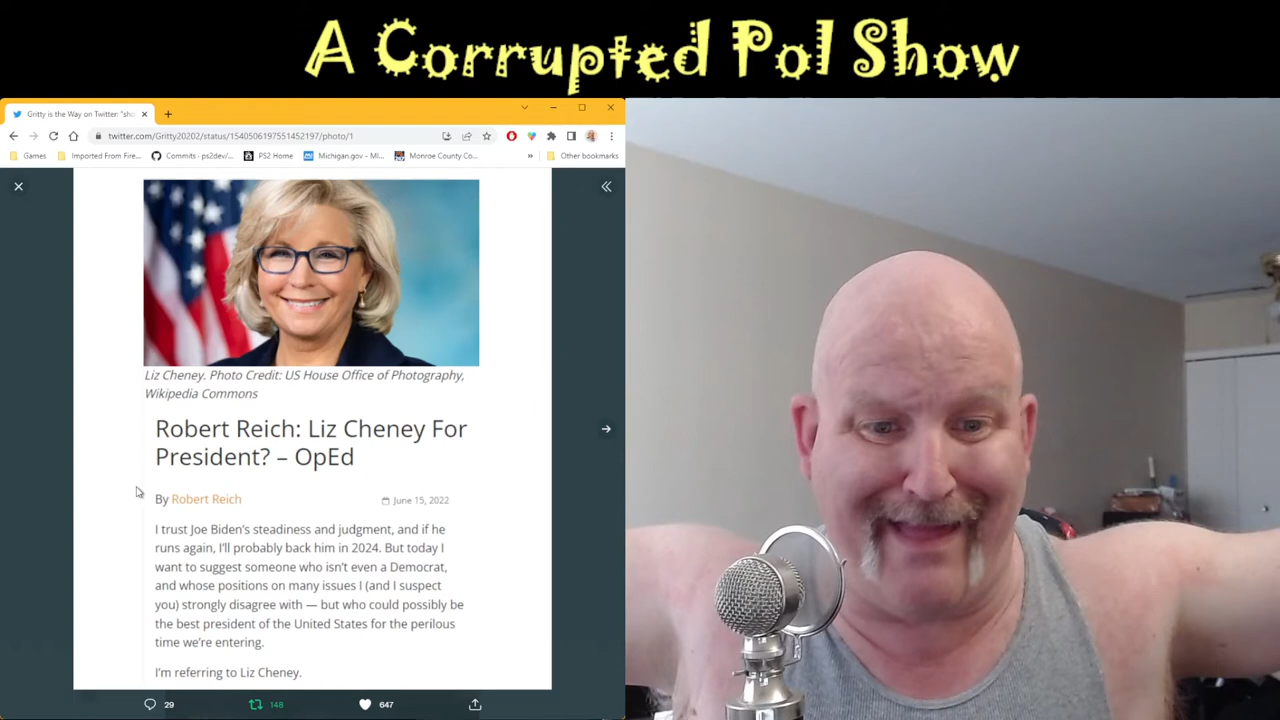 A Corrupted Pol Show
Gritty is the Way on Twitter: "sho
twitter.com/Gritty20202/status/1540506197551452197/photo/1
Games
Imported From Fire...
Commits · ps2dev/...
PS2 Home
Michigan.gov - MI...
Monroe County Co...
»
Other bookmarks
Liz Cheney. Photo Credit: US House Office of Photography,
Wikipedia Commons
Robert Reich: Liz Cheney For
President? – OpEd
By Robert Reich
June 15, 2022
I trust Joe Biden's steadiness and judgment, and if he
runs again, I'll probably back him in 2024. But today I
want to suggest someone who isn't even a Democrat,
and whose positions on many issues I (and I suspect
you) strongly disagree with — but who could possibly be
the best president of the United States for the perilous
time we're entering.
I'm referring to Liz Cheney.
29
148
647